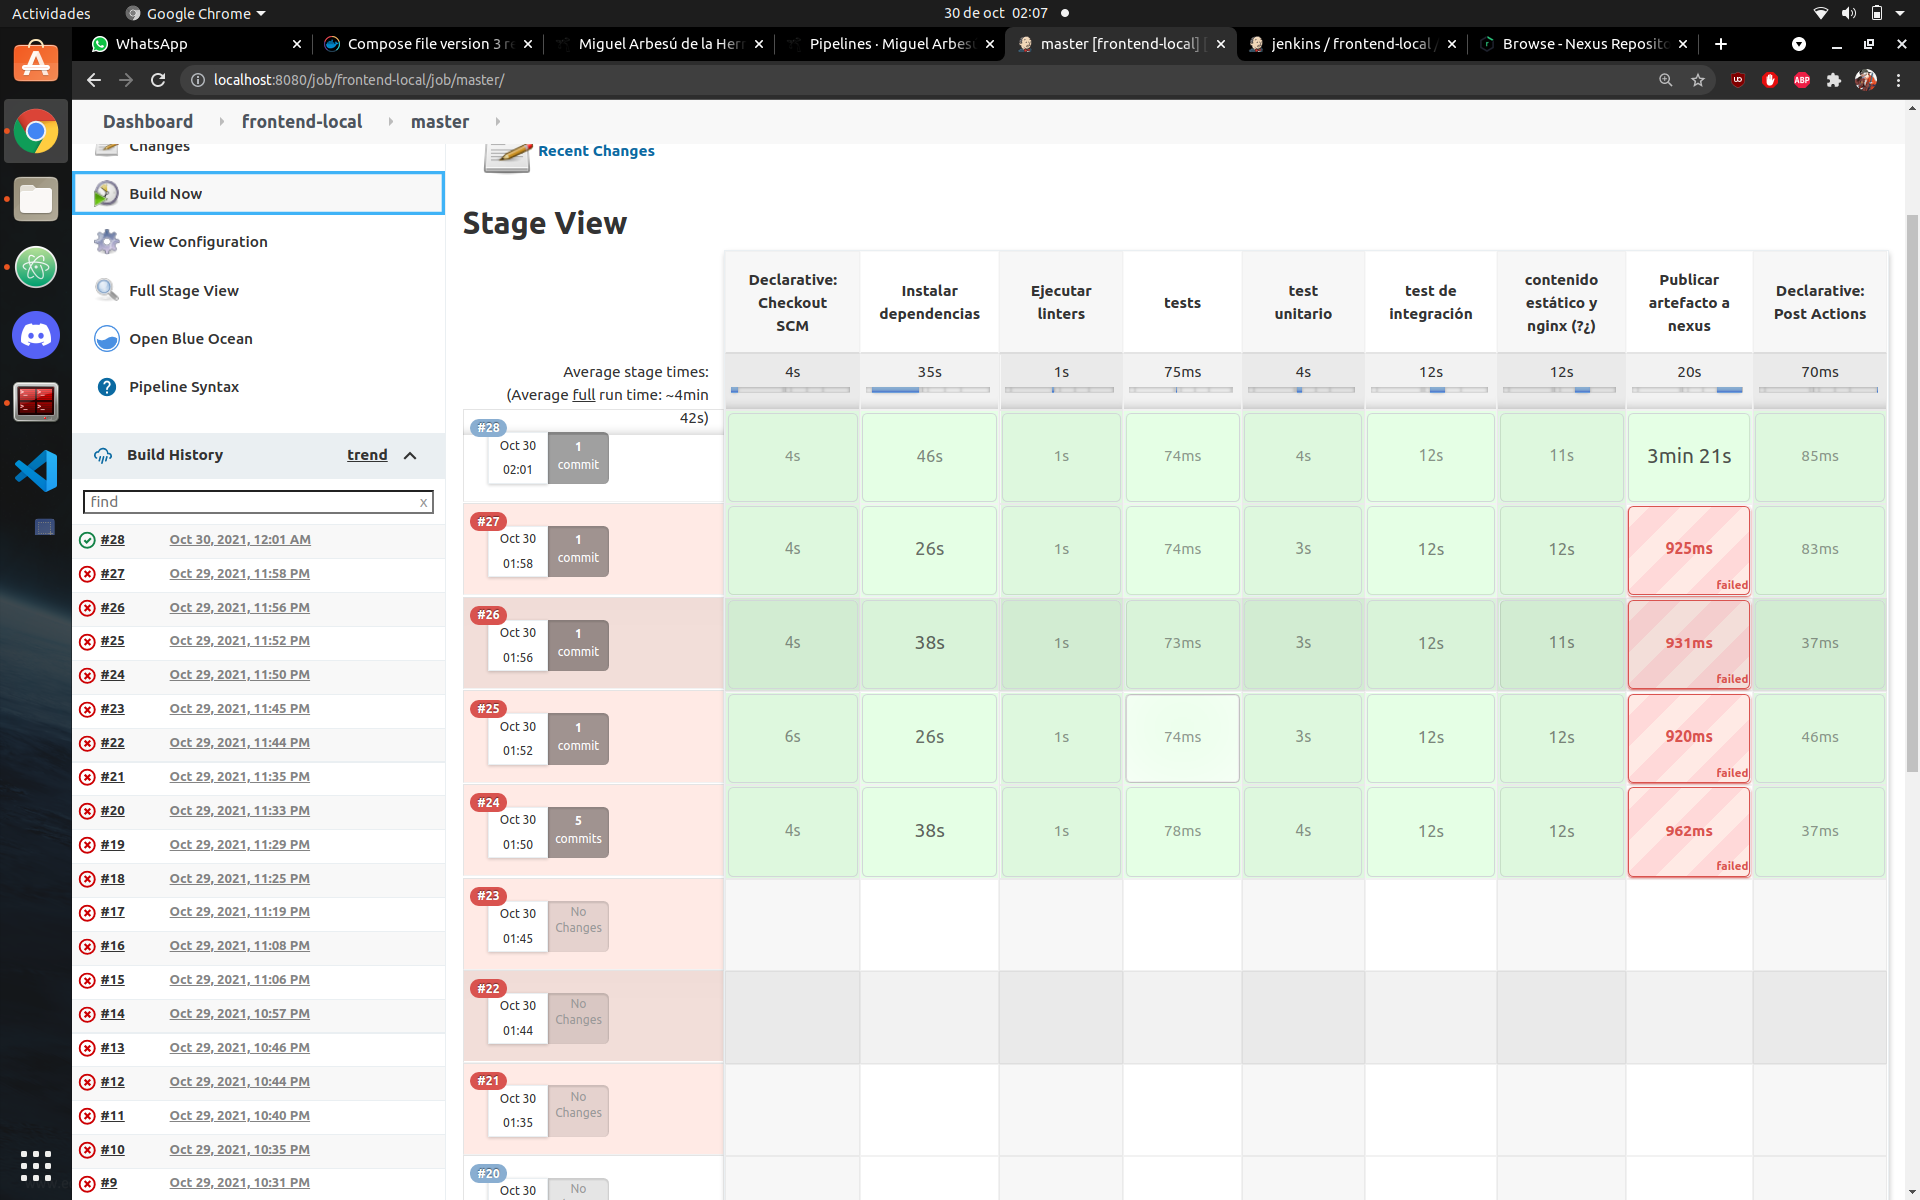 Actividades
Google Chrome
30 de oct 02:07
WhatsApp
Compose file version 3 re
Miguel Arbesú de la Her
Pipelines · Miguel Arbesú
master [frontend-local] [
jenkins / frontend-local /
Browse - Nexus Reposito
localhost:8080/job/frontend-local/job/master/
Dashboard
frontend-local
master
Changes
Build Now
View Configuration
Full Stage View
Open Blue Ocean
Pipeline Syntax
Build History
trend
find
x
#28 Oct 30, 2021, 12:01 AM
#27 Oct 29, 2021, 11:58 PM
#26 Oct 29, 2021, 11:56 PM
#25 Oct 29, 2021, 11:52 PM
#24 Oct 29, 2021, 11:50 PM
#23 Oct 29, 2021, 11:45 PM
#22 Oct 29, 2021, 11:44 PM
#21 Oct 29, 2021, 11:35 PM
#20 Oct 29, 2021, 11:33 PM
#19 Oct 29, 2021, 11:29 PM
#18 Oct 29, 2021, 11:25 PM
#17 Oct 29, 2021, 11:19 PM
#16 Oct 29, 2021, 11:08 PM
#15 Oct 29, 2021, 11:06 PM
#14 Oct 29, 2021, 10:57 PM
#13 Oct 29, 2021, 10:46 PM
#12 Oct 29, 2021, 10:44 PM
#11 Oct 29, 2021, 10:40 PM
#10 Oct 29, 2021, 10:35 PM
#9 Oct 29, 2021, 10:31 PM
Recent Changes
Stage View
Declarative:
Checkout
SCM
Instalar
dependencias
Ejecutar
linters
tests
test
unitario
test de
integración
contenido
estático y
nginx (?¿)
Publicar
artefacto a
nexus
Declarative:
Post Actions
Average stage times:
(Average full run time: ~4min
42s)
4s 35s 1s 75ms 4s 12s 12s 20s 70ms
#28
Oct 30
02:01
1
commit
4s 46s 1s 74ms 4s 12s 11s 3min 21s 85ms
#27
Oct 30
01:58
1
commit
4s 26s 1s 74ms 3s 12s 12s 925ms 83ms
failed
#26
Oct 30
01:56
1
commit
4s 38s 1s 73ms 3s 12s 11s 931ms 37ms
failed
#25
Oct 30
01:52
1
commit
6s 26s 1s 74ms 3s 12s 12s 920ms 46ms
failed
#24
Oct 30
01:50
5
commits
4s 38s 1s 78ms 4s 12s 12s 962ms 37ms
failed
#23
Oct 30
01:45
No
Changes
#22
Oct 30
01:44
No
Changes
#21
Oct 30
01:35
No
Changes
#20
Oct 30
No